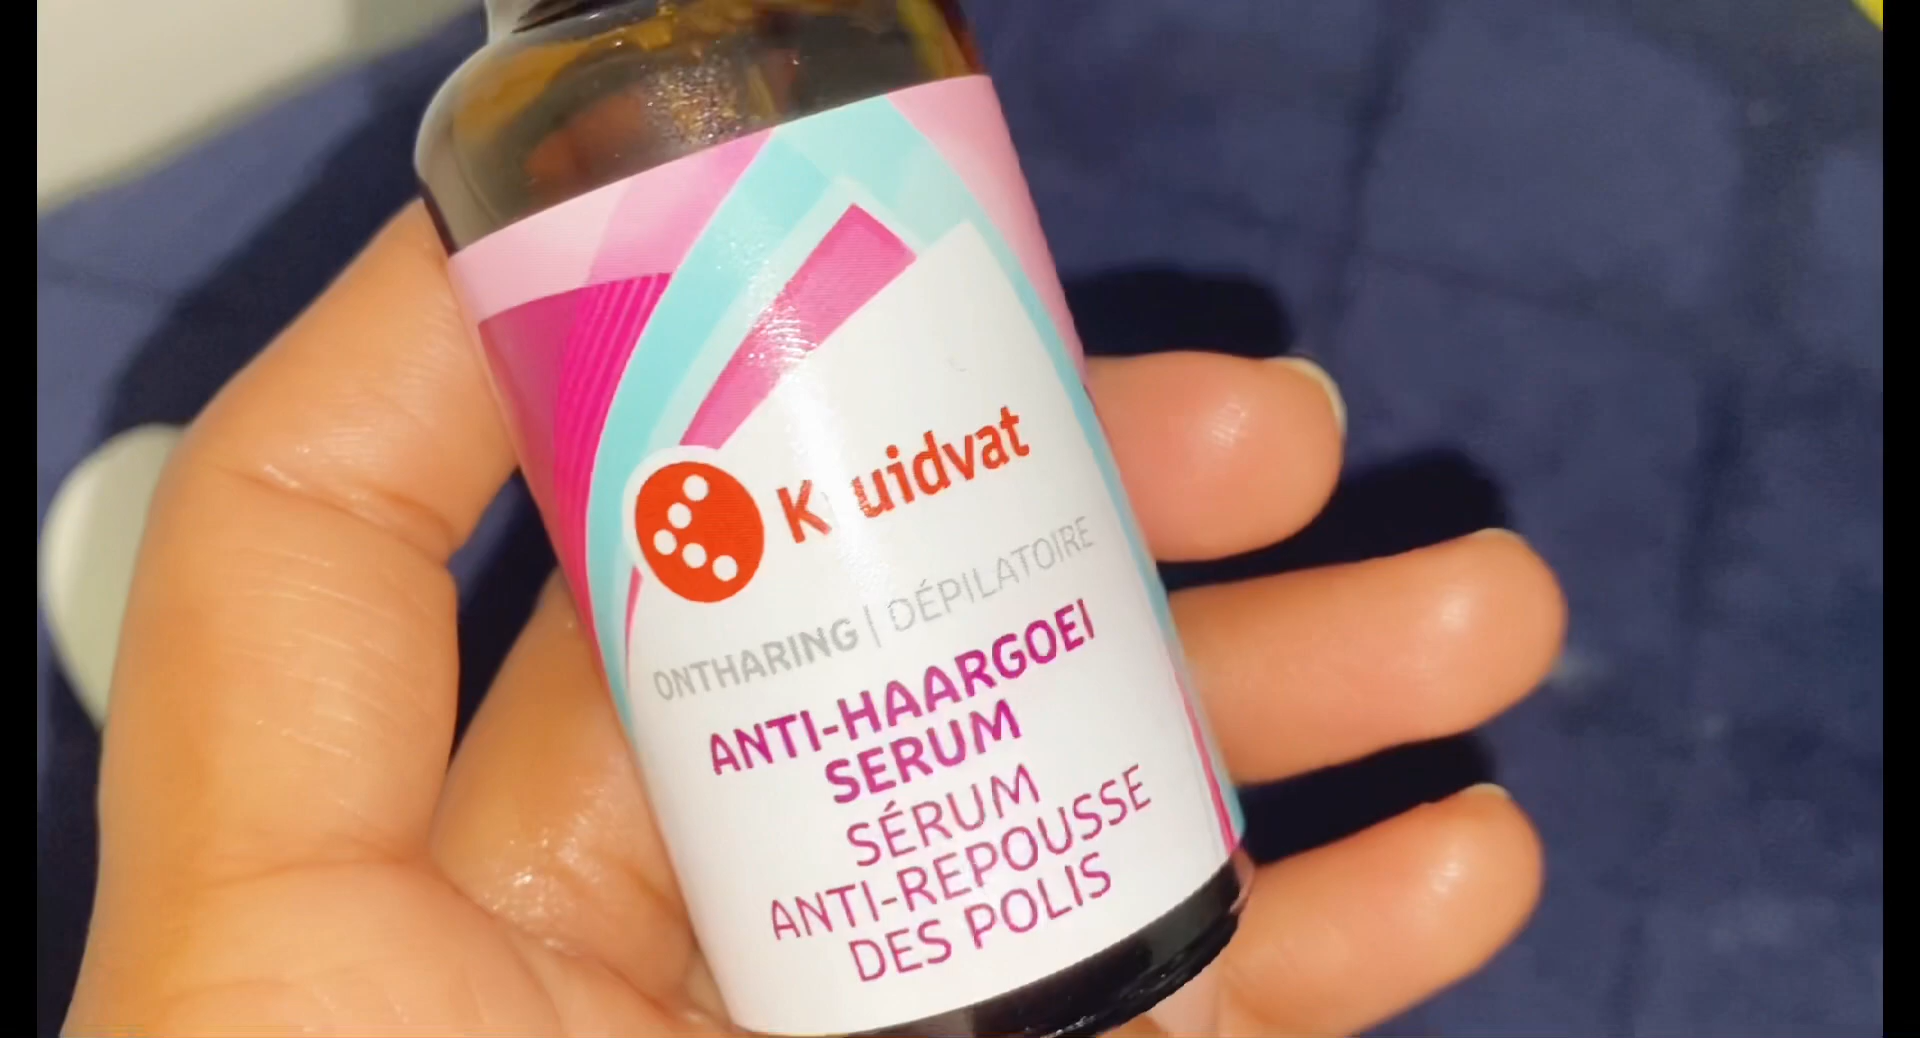 Kruidvat
ONTHARING | DÉPILATOIRE
ANTI-HAARGOEI
SERUM
SÉRUM
ANTI-REPOUSSE
DES POLIS